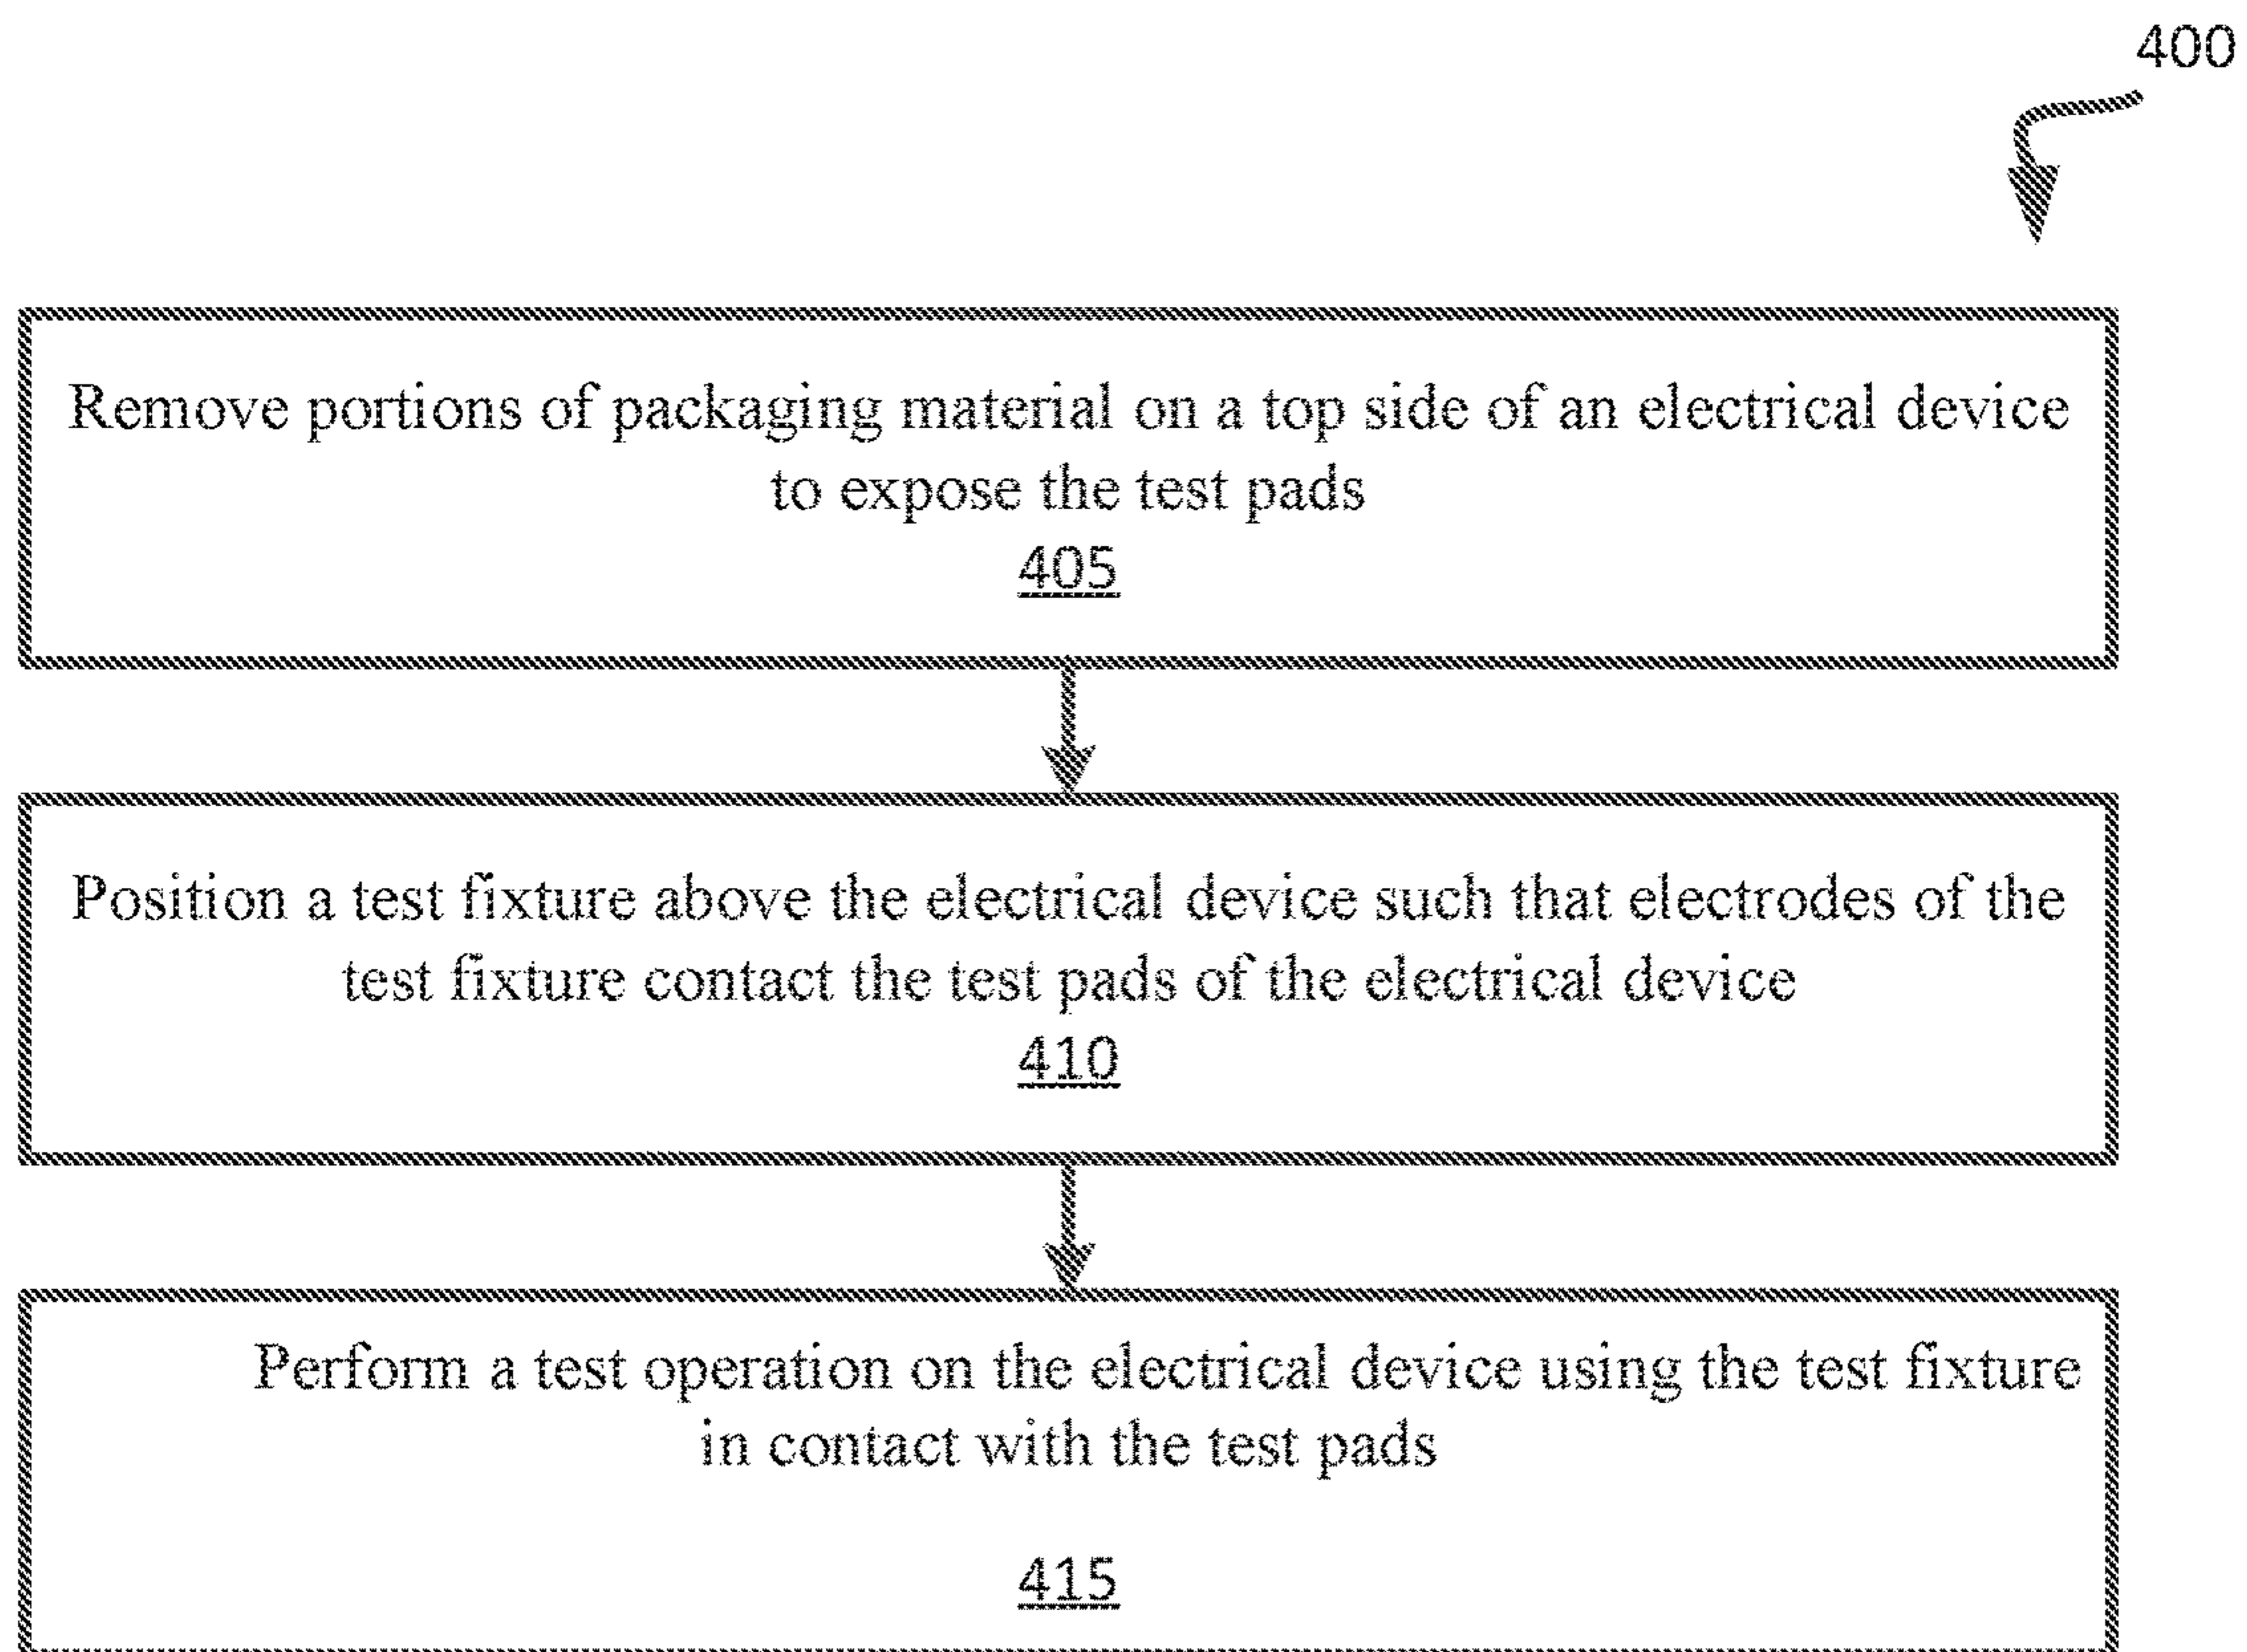 400
Remove portions of packaging material on a top side of an electrical device
to expose the test pads
405
Position a test fixture above the electrical device such that electrodes of the
test fixture contact the test pads of the electrical device
410
Perform a test operation on the electrical device using the test fixture
in contact with the test pads
415